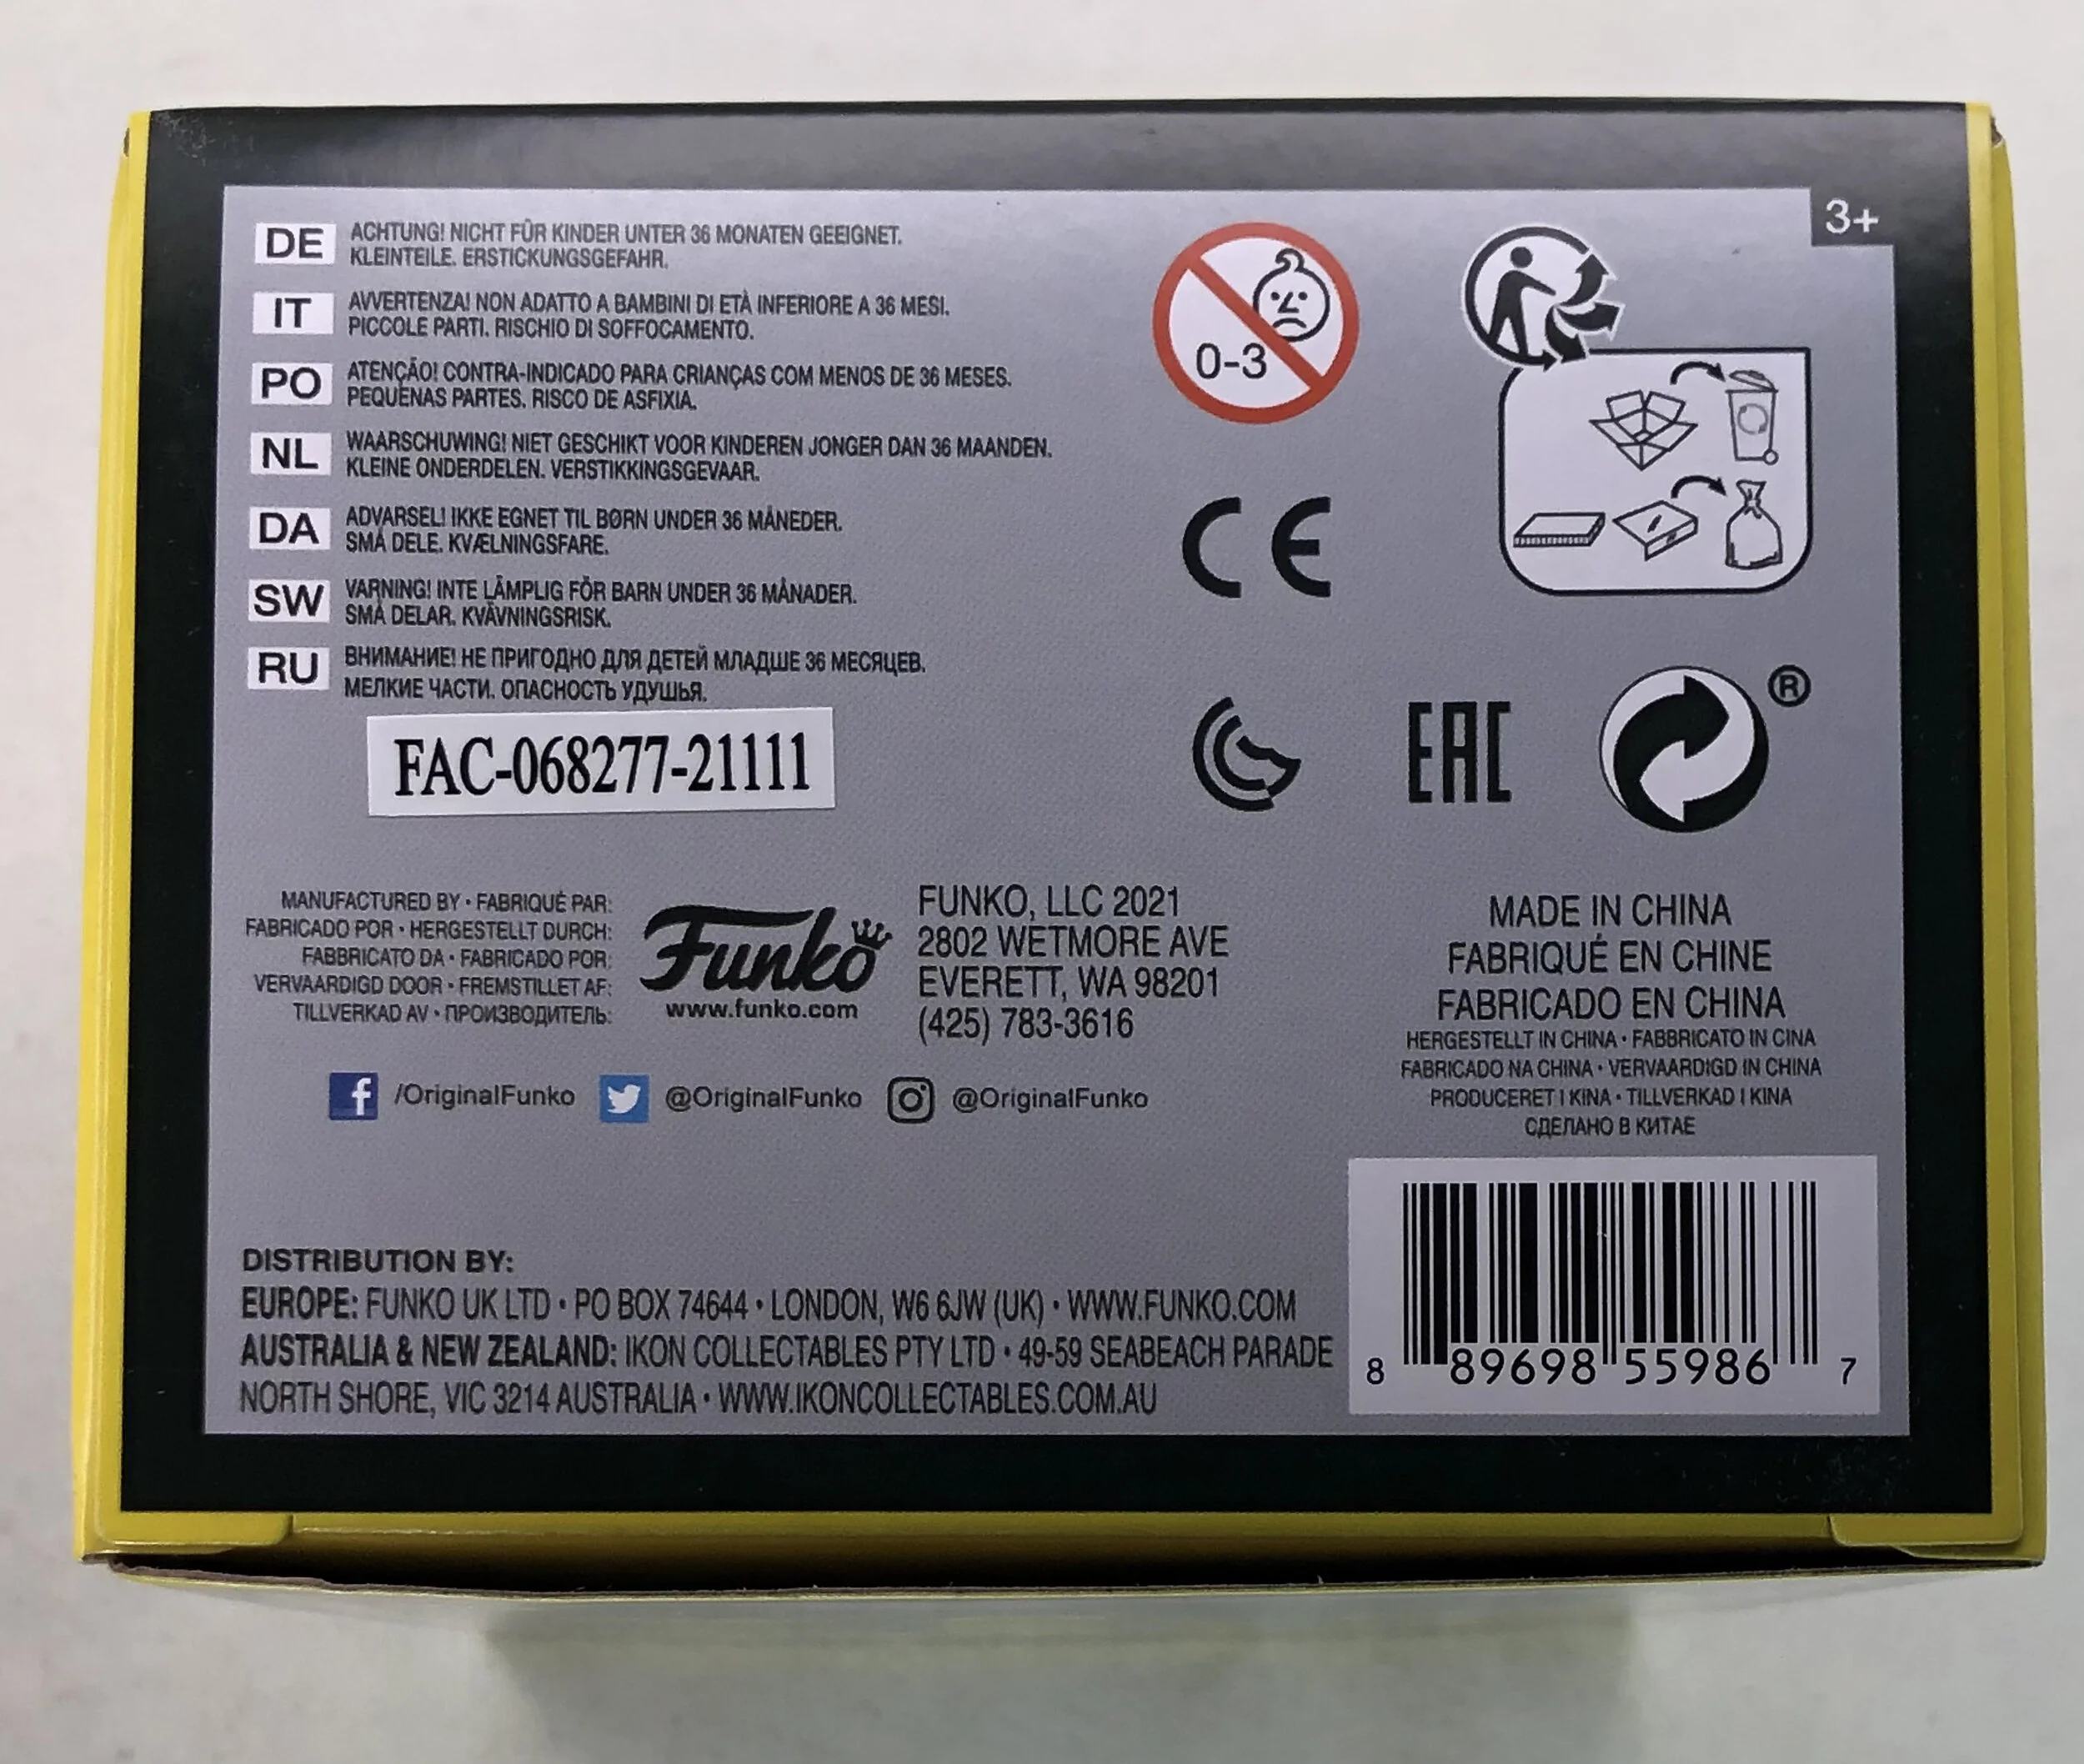 3+
DE ACHTUNG! NICHT FÜR KINDER UNTER 36 MONATEN GEEIGNET.
KLEINTEILE. ERSTICKUNGSGEFAHR.
IT AVVERTENZA! NON ADATTO A BAMBINI DI ETÀ INFERIORE A 36 MESI.
PICCOLE PARTI. RISCHIO DI SOFFOCAMENTO.
PO ATENÇÃO! CONTRA-INDICADO PARA CRIANÇAS COM MENOS DE 36 MESES.
PEQUENAS PARTES. RISCO DE ASFIXIA.
NL WAARSCHUWING! NIET GESCHIKT VOOR KINDEREN JONGER DAN 36 MAANDEN.
KLEINE ONDERDELEN. VERSTIKKINGSGEVAAR.
DA ADVARSEL! IKKE EGNET TIL BØRN UNDER 36 MÅNEDER.
SMÅ DELE. KVÆLNINGSFARE.
SW VARNING! INTE LÄMPLIG FÖR BARN UNDER 36 MÅNADER.
SMÅ DELAR. KVÄVNINGSRISK.
RU ВНИМАНИЕ! НЕ ПРИГОДНО ДЛЯ ДЕТЕЙ МЛАДШЕ 36 МЕСЯЦЕВ.
МЕЛКИЕ ЧАСТИ. ОПАСНОСТЬ УДУШЬЯ.
FAC-068277-21111
0-3
CE
EAC
®
MANUFACTURED BY • FABRIQUÉ PAR:
FABRICADO POR • HERGESTELLT DURCH:
FABBRICATO DA • FABRICADO POR:
VERVAARDIGD DOOR • FREMSTILLET AF:
TILLVERKAD AV • ПРОИЗВОДИТЕЛЬ:
Funko
www.funko.com
FUNKO, LLC 2021
2802 WETMORE AVE
EVERETT, WA 98201
(425) 783-3616
MADE IN CHINA
FABRIQUÉ EN CHINE
FABRICADO EN CHINA
HERGESTELLT IN CHINA • FABBRICATO IN CINA
FABRICADO NA CHINA • VERVAARDIGD IN CHINA
PRODUCERET I KINA • TILLVERKAD I KINA
СДЕЛАНО В КИТАЕ
f /OriginalFunko @OriginalFunko @OriginalFunko
DISTRIBUTION BY:
EUROPE: FUNKO UK LTD • PO BOX 74644 • LONDON, W6 6JW (UK) • WWW.FUNKO.COM
AUSTRALIA & NEW ZEALAND: IKON COLLECTABLES PTY LTD • 49-59 SEABEACH PARADE
NORTH SHORE, VIC 3214 AUSTRALIA • WWW.IKONCOLLECTABLES.COM.AU
8 89698 55986 7